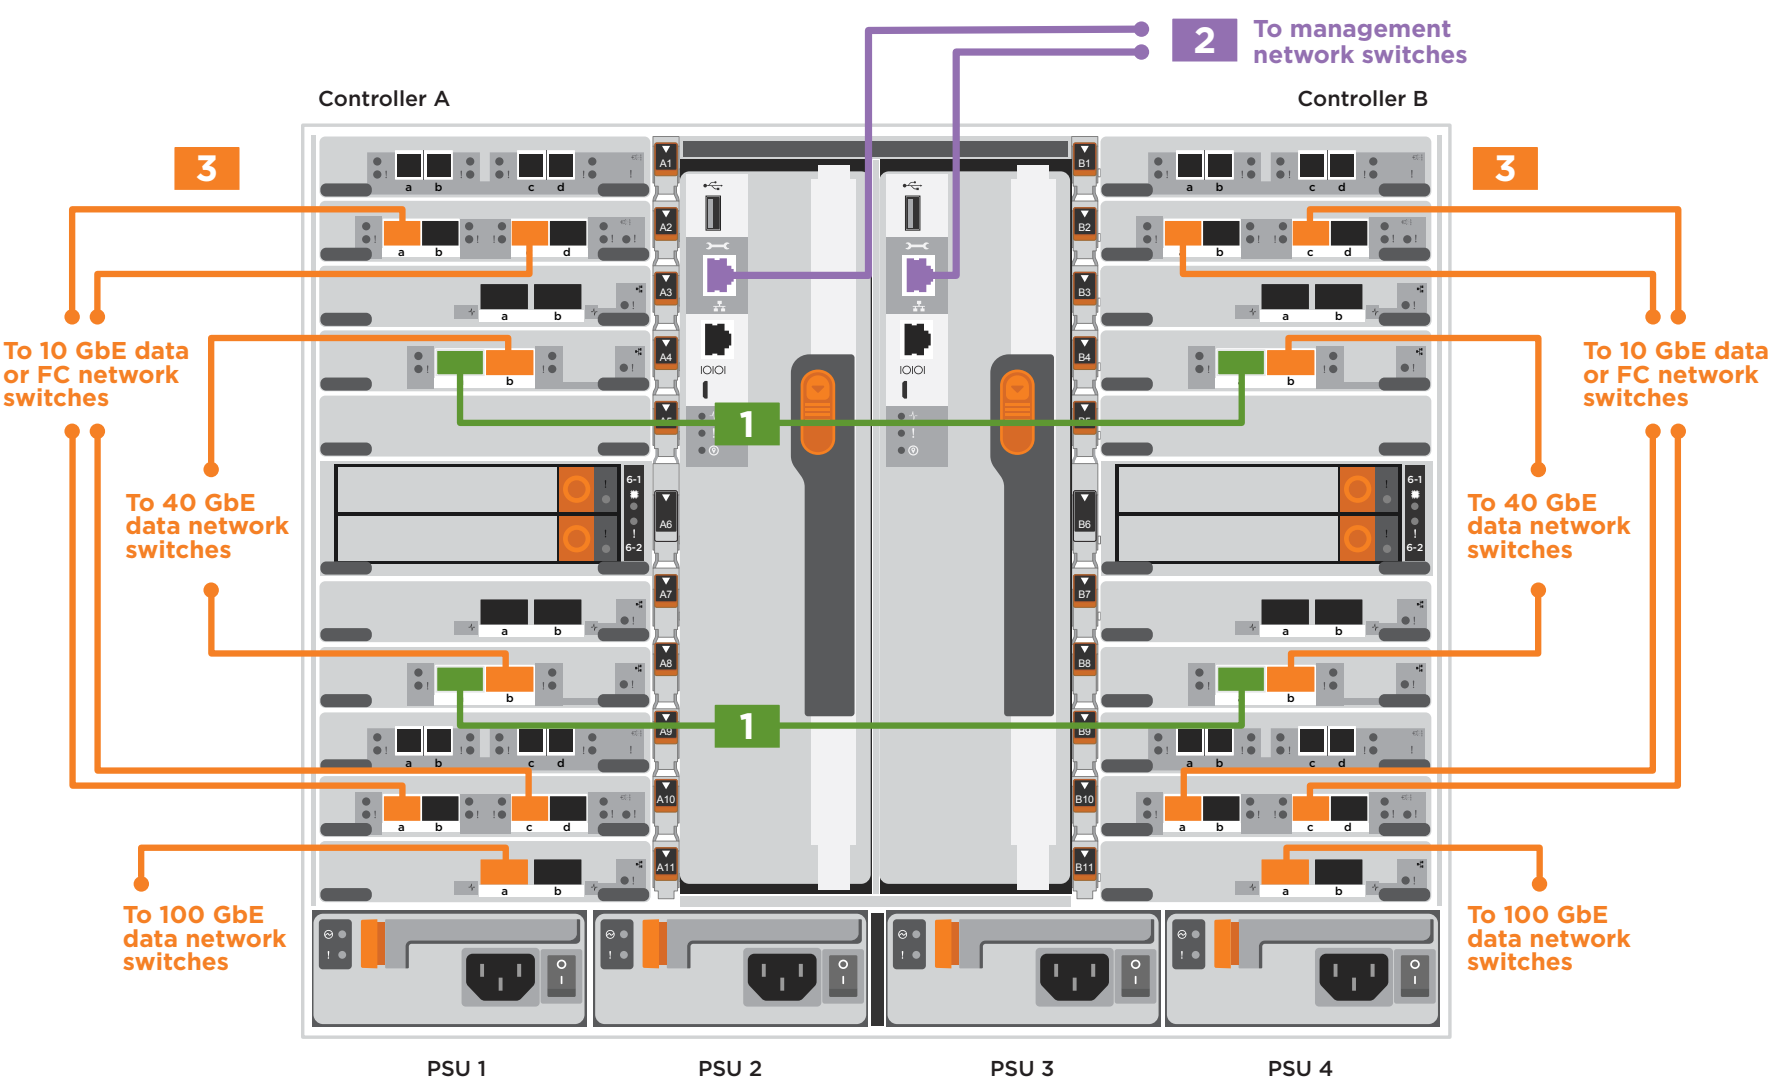 2
To management
network switches
Controller A
Controller B
3
3
a b c d
A1
B1
a b c d
a b d
A2
B2
b c d
a b
A3
B3
a b
To 10 GbE data
or FC network
switches
b
A4
B4
b
To 10 GbE data
or FC network
switches
IOIOI
IOIOI
1
To 40 GbE
data network
switches
6-1
6-2
A6
B6
6-1
6-2
To 40 GbE
data network
switches
a b
A7
B7
a b
b
A8
B8
b
1
a b c d
A9
B9
a b c d
a b c d
A10
B10
a b c d
a b
A11
B11
a b
To 100 GbE
data network
switches
To 100 GbE
data network
switches
PSU 1
PSU 2
PSU 3
PSU 4